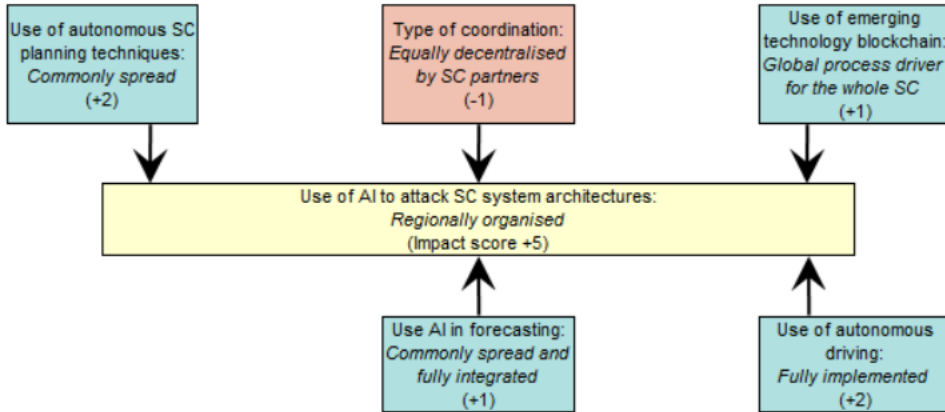 Use of autonomous SC
planning techniques:
Commonly spread
(+2)
Type of coordination:
Equally decentralised
by SC partners
(-1)
Use of emerging
technology blockchain:
Global process driver
for the whole SC
(+1)
Use of AI to attack SC system architectures:
Regionally organised
(Impact score +5)
Use AI in forecasting:
Commonly spread and
fully integrated
(+1)
Use of autonomous
driving:
Fully implemented
(+2)